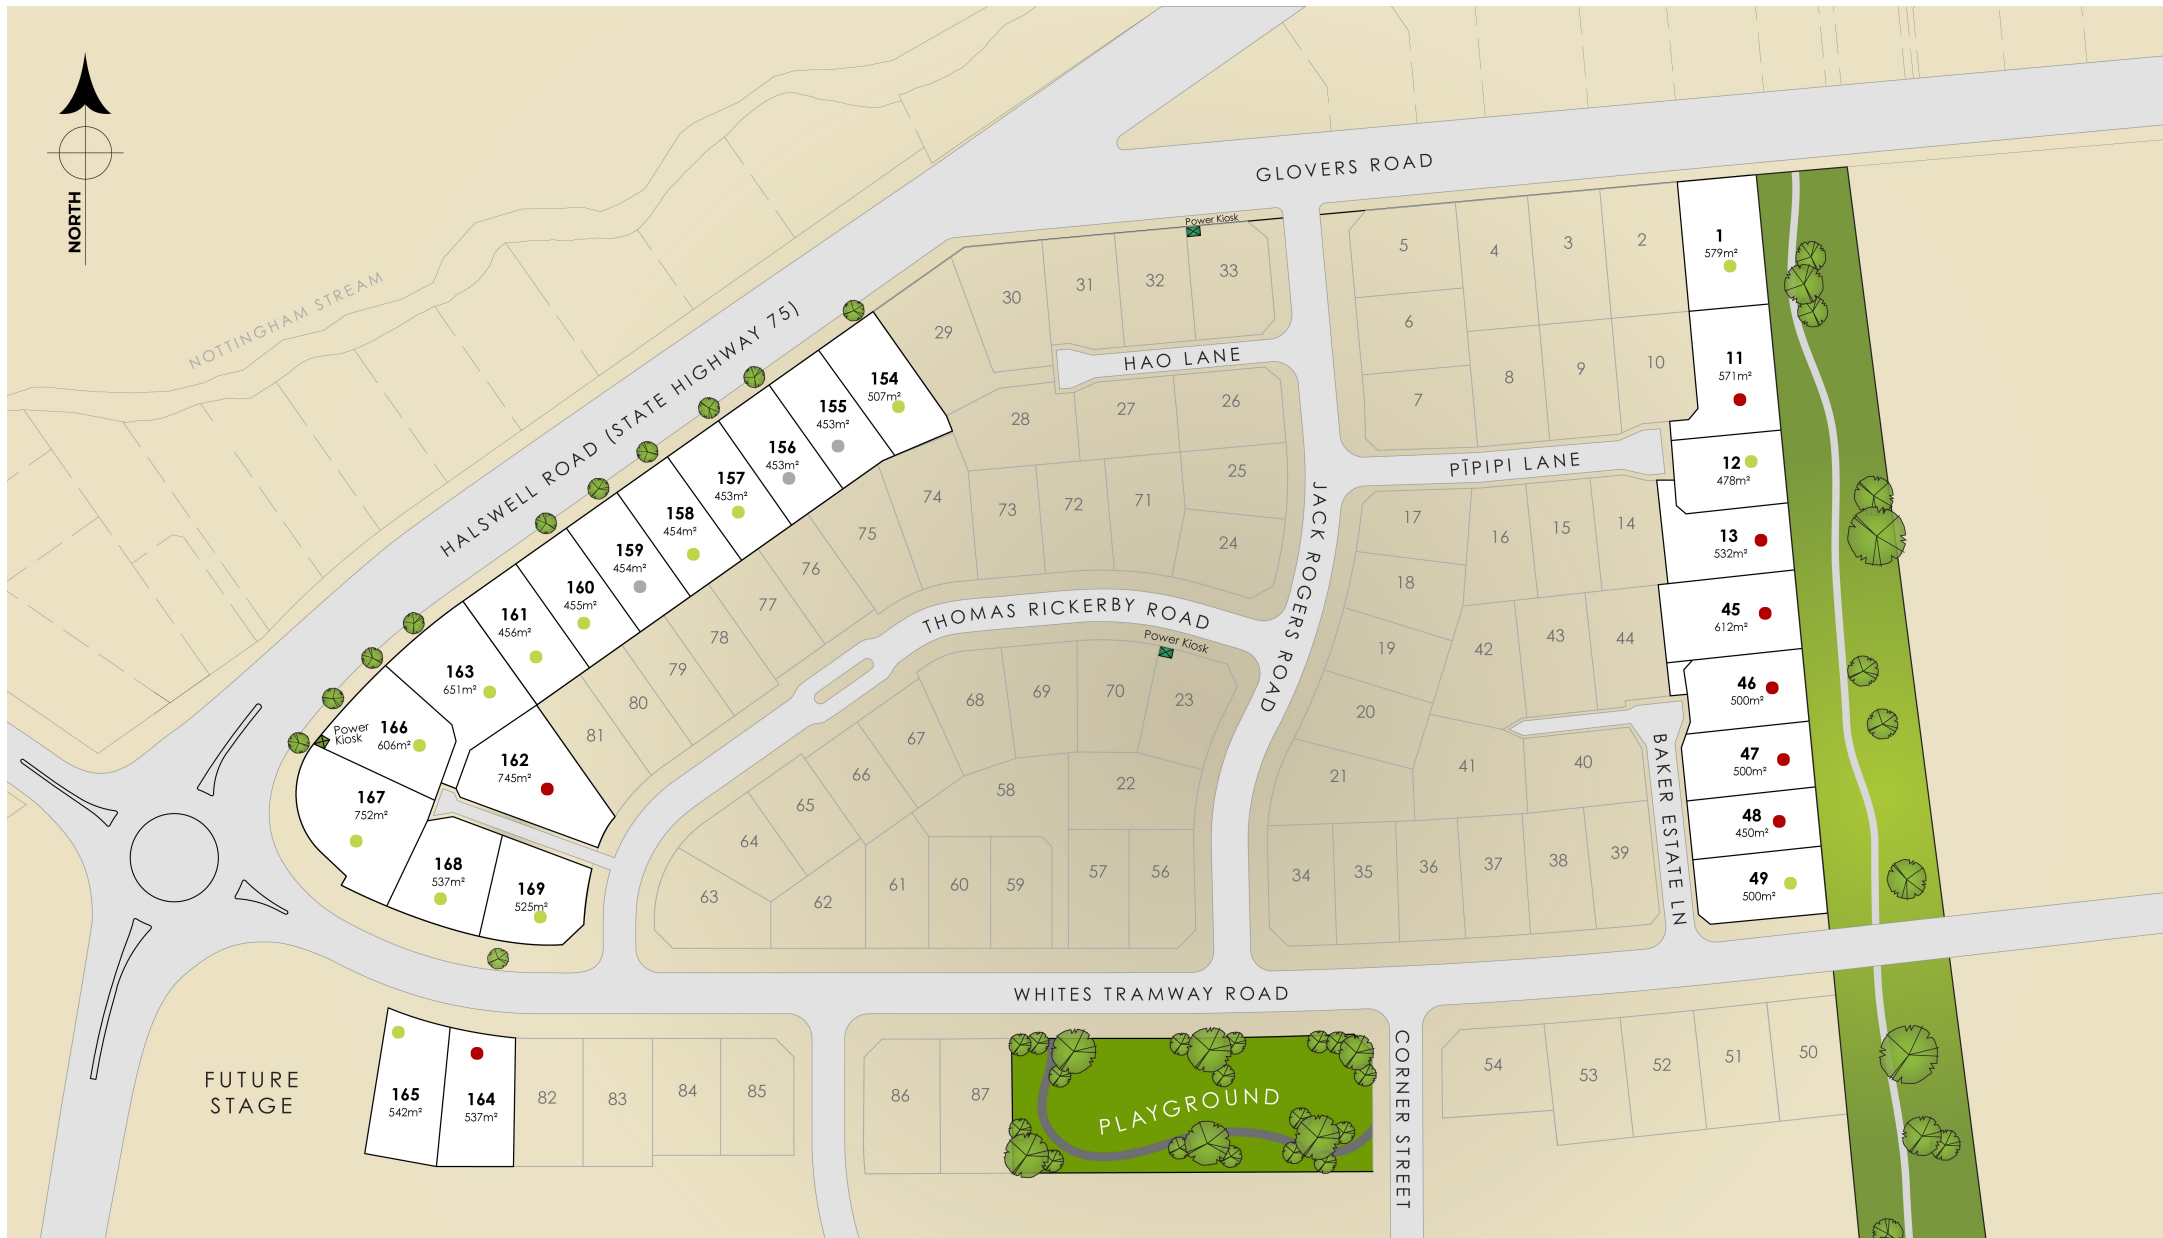 NORTH
NOTTINGHAM STREAM
HALSWELL ROAD (STATE HIGHWAY 75)
GLOVERS ROAD
Power Kiosk
HAO LANE
PĪPIPI LANE
JACK ROGERS ROAD
THOMAS RICKERBY ROAD
Power Kiosk
BAKER ESTATE LN
WHITES TRAMWAY ROAD
CORNER STREET
PLAYGROUND
FUTURE
STAGE
Power
Kiosk
1
579m²
2
3
4
5
6
7
8
9
10
11
571m²
12
478m²
13
532m²
14
15
16
17
18
19
20
21
22
23
24
25
26
27
28
29
30
31
32
33
34
35
36
37
38
39
40
41
42
43
44
45
612m²
46
500m²
47
500m²
48
450m²
49
500m²
50
51
52
53
54
56
57
58
59
60
61
62
63
64
65
66
67
68
69
70
71
72
73
74
75
76
77
78
79
80
81
82
83
84
85
86
87
154
507m²
155
453m²
156
453m²
157
453m²
158
454m²
159
454m²
160
455m²
161
456m²
162
745m²
163
651m²
164
537m²
165
542m²
166
606m²
167
752m²
168
537m²
169
525m²